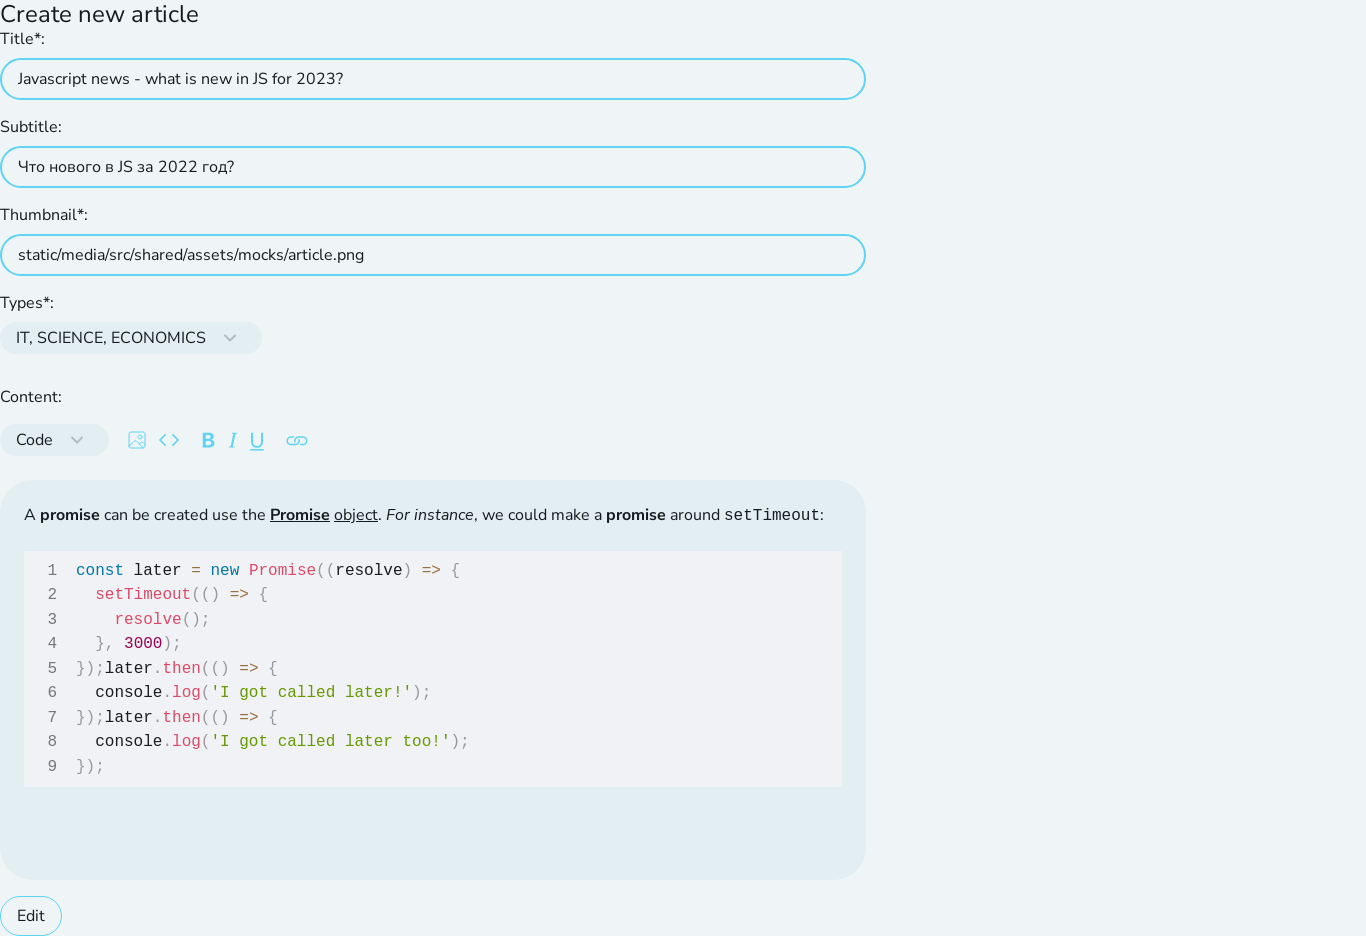 Create new article
Title*:
Javascript news - what is new in JS for 2023?
Subtitle:
Что нового в JS за 2022 год?
Thumbnail*:
static/media/src/shared/assets/mocks/article.png
Types*:
IT, SCIENCE, ECONOMICS
Content:
Code B I U
A promise can be created use the Promise object. For instance, we could make a promise around setTimeout:
1 const later = new Promise((resolve) => {
2   setTimeout(() => {
3     resolve();
4   }, 3000);
5 });later.then(() => {
6   console.log('I got called later!');
7 });later.then(() => {
8   console.log('I got called later too!');
9 });
Edit